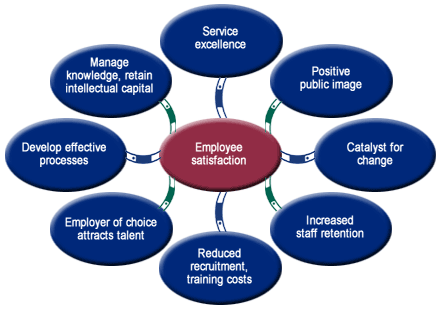 Service
excellence
Manage
knowledge, retain
intellectual capital
Positive
public image
Develop effective
processes
Employee
satisfaction
Catalyst for
change
Employer of choice
attracts talent
Increased
staff retention
Reduced
recruitment,
training costs